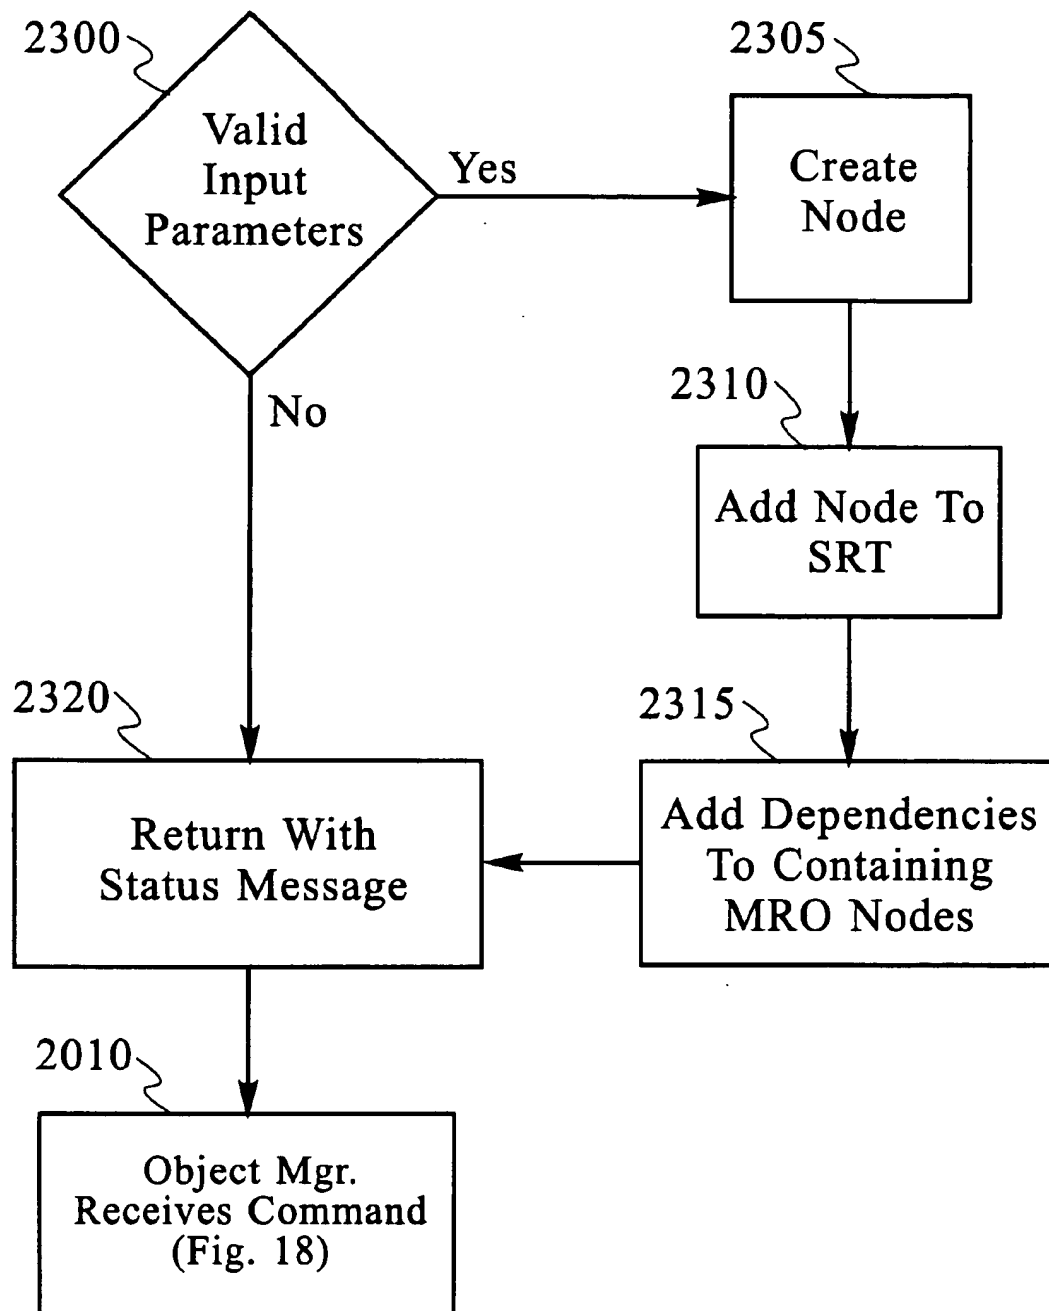 2300
Valid
Input
Parameters
Yes
2305
Create
Node
No
2310
Add Node To
SRT
2320
Return With
Status Message
2315
Add Dependencies
To Containing
MRO Nodes
2010
Object Mgr.
Receives Command
(Fig. 18)